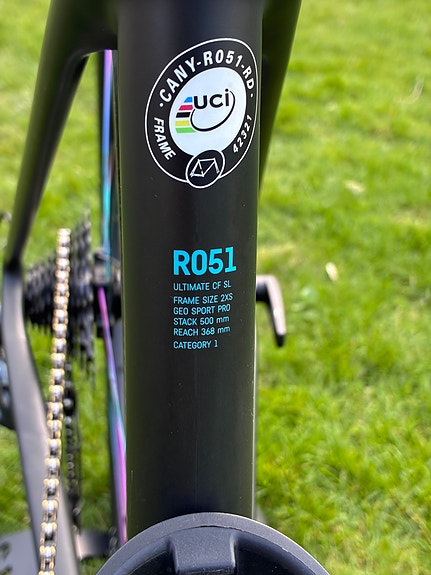 ·CANY-R051-RD·
uci
FRAME
42321
R051
ULTIMATE CF SL
FRAME SIZE 2XS
GEO SPORT PRO
STACK 500 mm
REACH 368 mm
CATEGORY 1